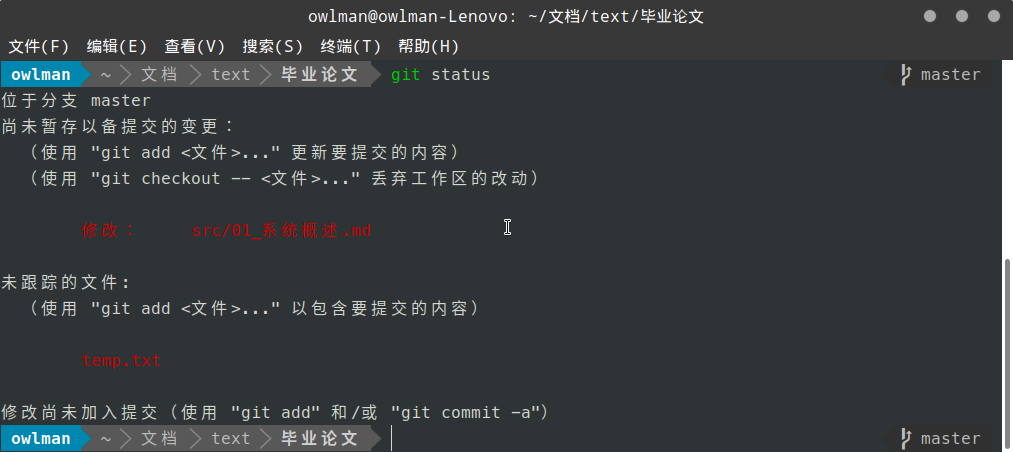 owlman@owlman-Lenovo: ~/文档/text/毕业论文
文件(F) 编辑(E) 查看(V) 搜索(S) 终端(T) 帮助(H)
owlman ~ 文档 text 毕业论文 git status master
位于分支 master
尚未暂存以备提交的变更：
（使用 "git add <文件>..." 更新要提交的内容）
（使用 "git checkout -- <文件>..." 丢弃工作区的改动）
修改： src/01_系统概述.md
未跟踪的文件:
（使用 "git add <文件>..." 以包含要提交的内容）
temp.txt
修改尚未加入提交（使用 "git add" 和/或 "git commit -a"）
owlman ~ 文档 text 毕业论文 master